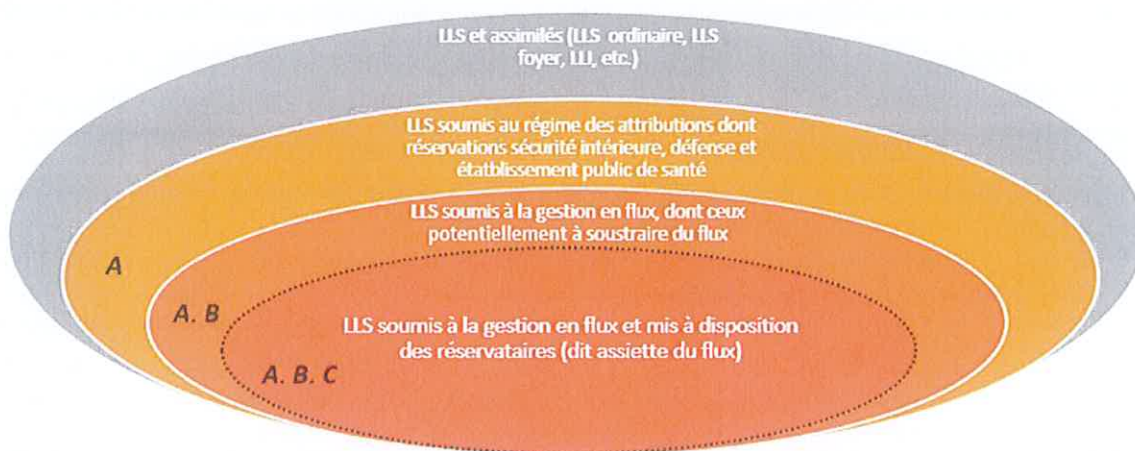 LLS et assimilés (LLS ordinaire, LLS
foyer, LLI, etc.)
LLS soumis au régime des attributions dont
réservations sécurité intérieure, défense et
étatblissement public de santé
LLS soumis à la gestion en flux, dont ceux
potentiellement à soustraire du flux
A
A. B
LLS soumis à la gestion en flux et mis à disposition
des réservataires (dit assiette du flux)
A. B. C